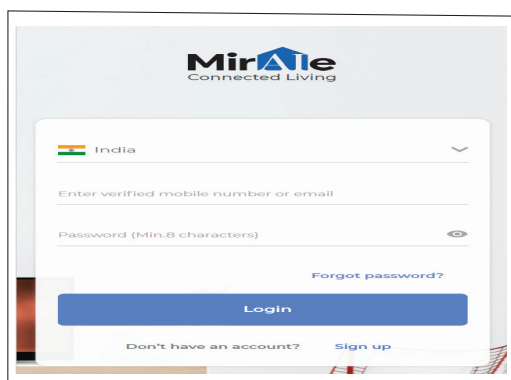 MirAIe
Connected Living
India
Enter verified mobile number or email
Password (Min.8 characters)
Forgot password?
Login
Don't have an account? Sign up